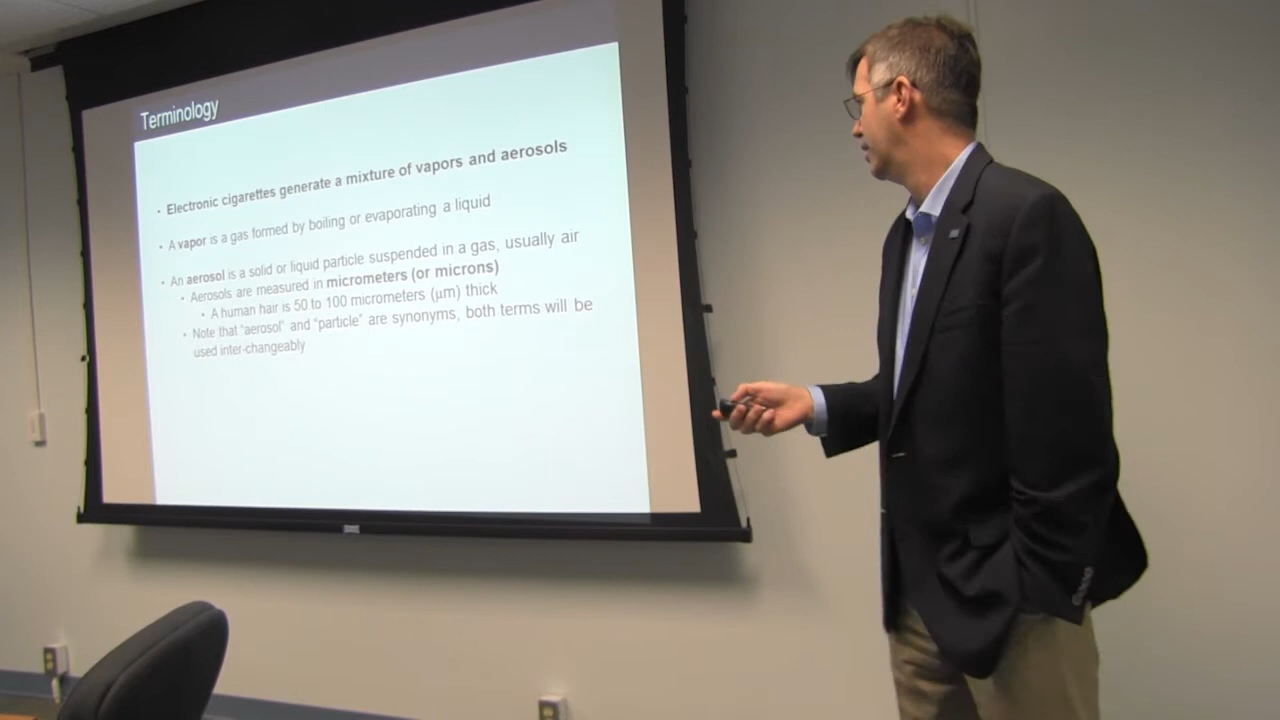 Terminology
• Electronic cigarettes generate a mixture of vapors and aerosols
• A vapor is a gas formed by boiling or evaporating a liquid
• An aerosol is a solid or liquid particle suspended in a gas, usually air
• Aerosols are measured in micrometers (or microns)
• A human hair is 50 to 100 micrometers (μm) thick
• Note that "aerosol" and "particle" are synonyms, both terms will be
used inter-changeably